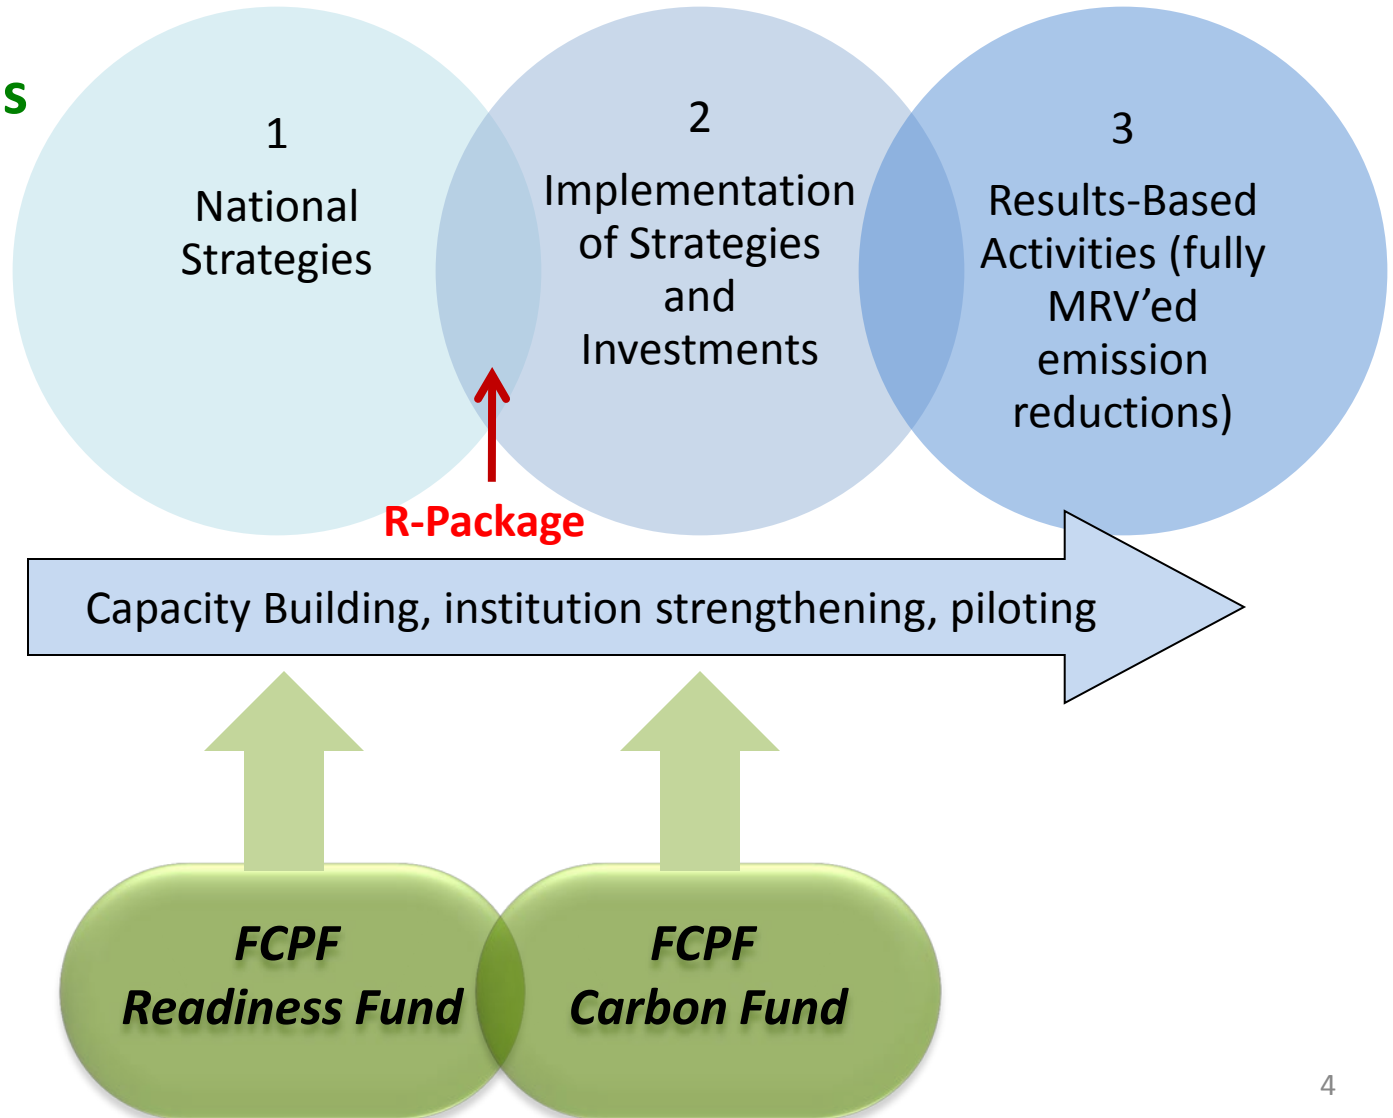 s
1
National
Strategies
2
Implementation
of Strategies
and
Investments
3
Results-Based
Activities (fully
MRV’ed
emission
reductions)
R-Package
Capacity Building, institution strengthening, piloting
FCPF
Readiness Fund
FCPF
Carbon Fund
4